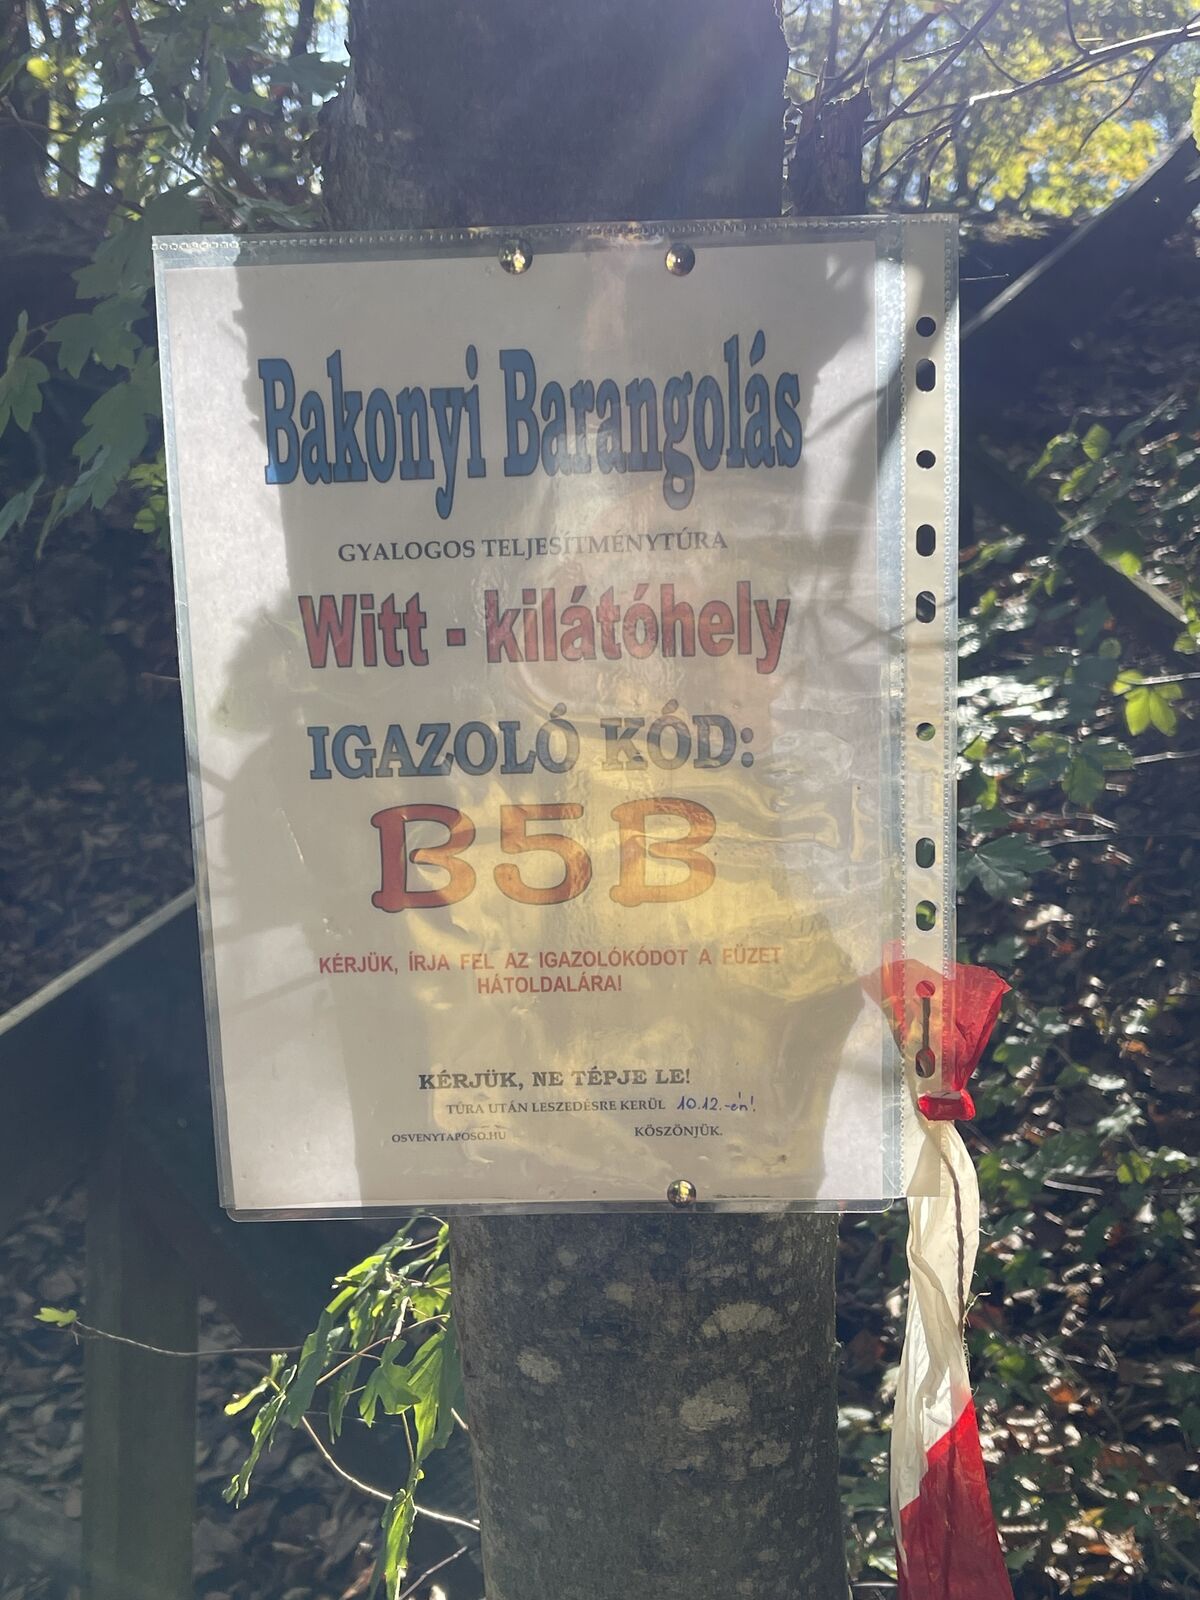 Bakonyi Barangolás
GYALOGOS TELJESÍTMÉNYTÚRA
Witt - kilátóhely
IGAZOLÓ KÓD:
B5B
KÉRJÜK, ÍRJA FEL AZ IGAZOLÓKÓDOT A FÜZET
HÁTOLDALÁRA!
KÉRJÜK, NE TÉPJE LE!
TÚRA UTÁN LESZEDÉSRE KERÜL 10.12.-én!
OSVENYTAPOSO.HU KÖSZÖNJÜK.